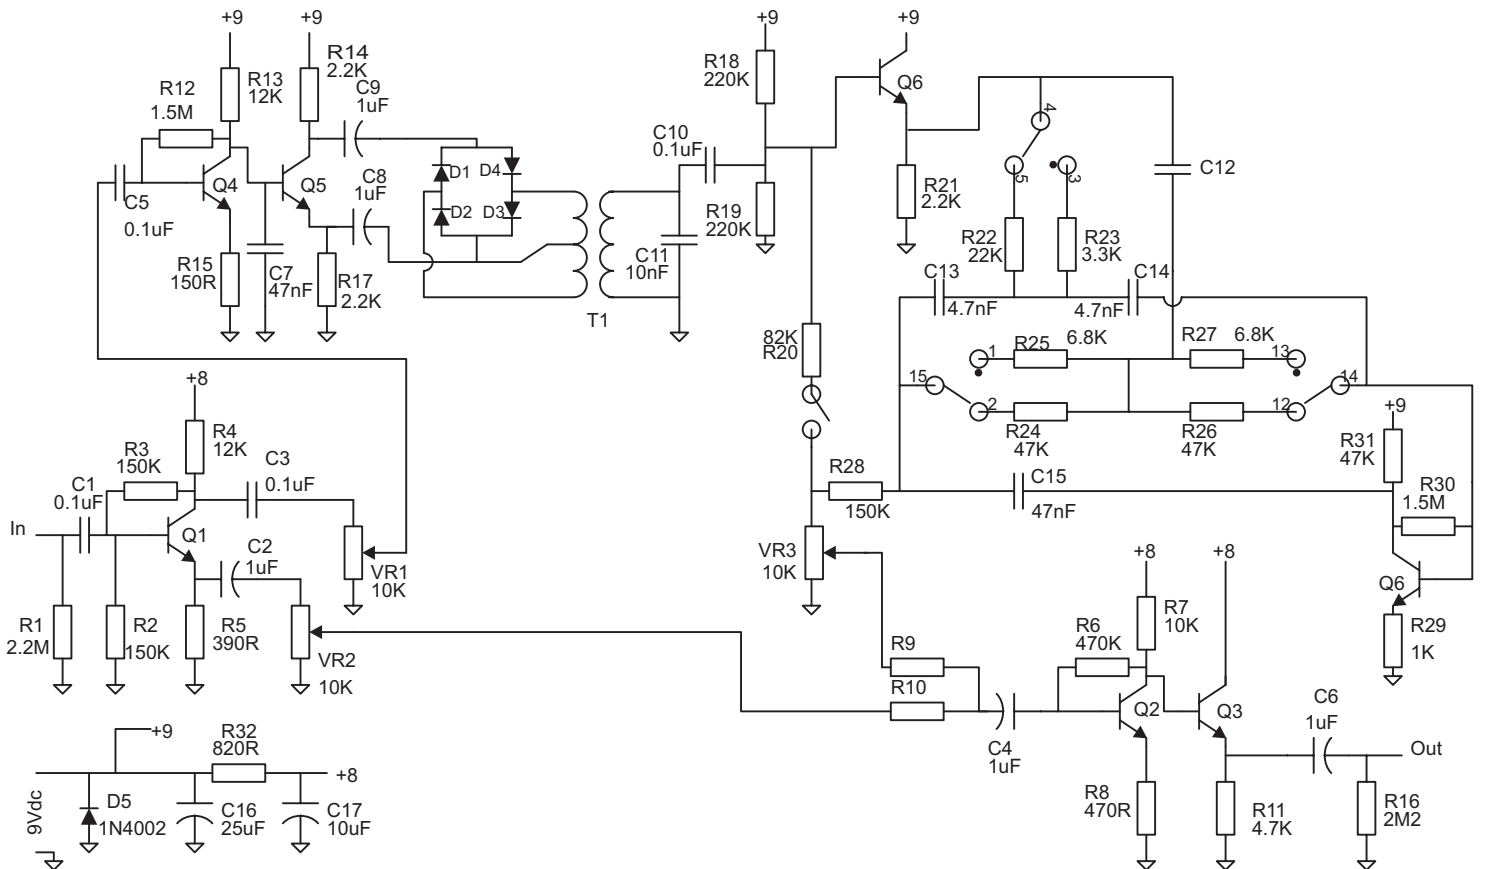 +9
+9
+9
+9
R12
1.5M
R13
12K
R14
2.2K
C9
1uF
R18
220K
Q6
C10
0.1uF
C12
4
5
3
Q4
Q5
C8
1uF
D1
D4
D2
D3
C5
0.1uF
R19
220K
R21
2.2K
R15
150R
C7
47nF
R17
2.2K
C11
10nF
R22
22K
R23
3.3K
T1
C13
4.7nF
C14
4.7nF
82K
R20
1
R25
6.8K
R27
6.8K
13
15
14
2
R24
47K
R26
47K
12
+9
R31
47K
+8
R4
12K
R3
150K
C1
0.1uF
C3
0.1uF
In
Q1
C2
1uF
VR1
10K
R28
150K
C15
47nF
R30
1.5M
VR3
10K
+8
+8
Q6
R1
2.2M
R2
150K
R5
390R
VR2
10K
R9
R10
R6
470K
R7
10K
R29
1K
Q2
Q3
C4
1uF
C6
1uF
Out
+9
R32
820R
+8
9Vdc
D5
1N4002
C16
25uF
C17
10uF
R8
470R
R11
4.7K
R16
2M2